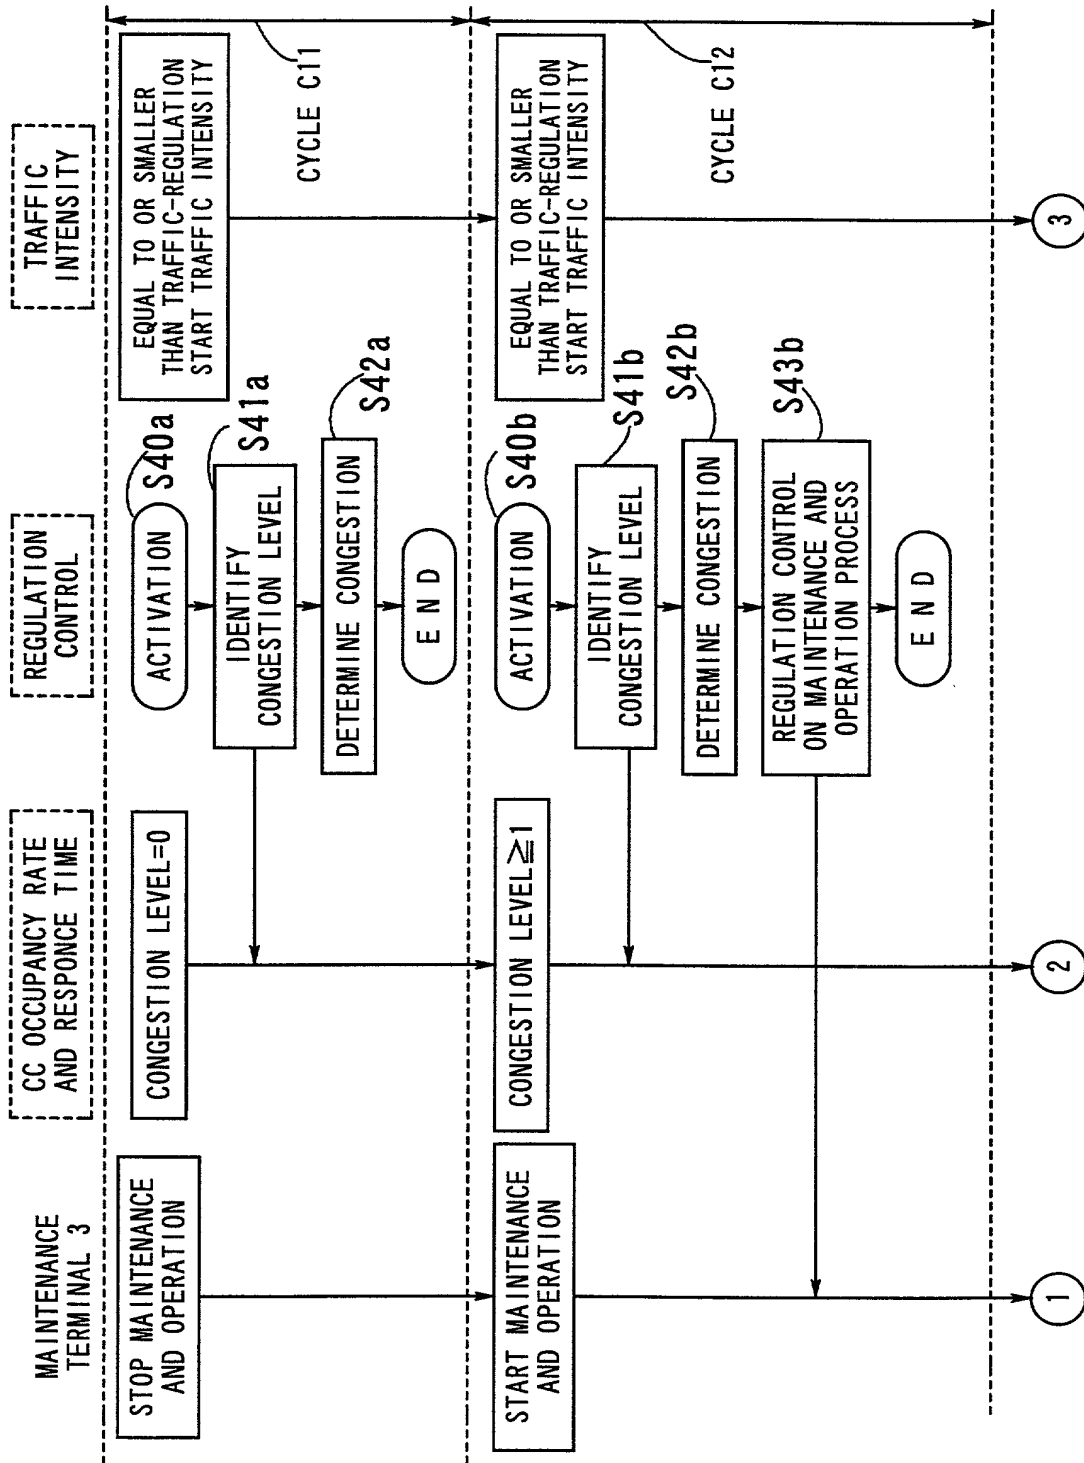 MAINTENANCE
TERMINAL 3
CC OCCUPANCY RATE
AND RESPONCE TIME
REGULATION
CONTROL
TRAFFIC
INTENSITY
STOP MAINTENANCE
AND OPERATION
CONGESTION LEVEL=0
ACTIVATION
S40a
IDENTIFY
CONGESTION LEVEL
S41a
DETERMINE CONGESTION
S42a
END
EQUAL TO OR SMALLER
THAN TRAFFIC-REGULATION
START TRAFFIC INTENSITY
CYCLE C11
START MAINTENANCE
AND OPERATION
CONGESTION LEVEL≧1
ACTIVATION
S40b
IDENTIFY
CONGESTION LEVEL
S41b
DETERMINE CONGESTION
S42b
REGULATION CONTROL
ON MAINTENANCE AND
OPERATION PROCESS
S43b
END
EQUAL TO OR SMALLER
THAN TRAFFIC-REGULATION
START TRAFFIC INTENSITY
CYCLE C12
1
2
3